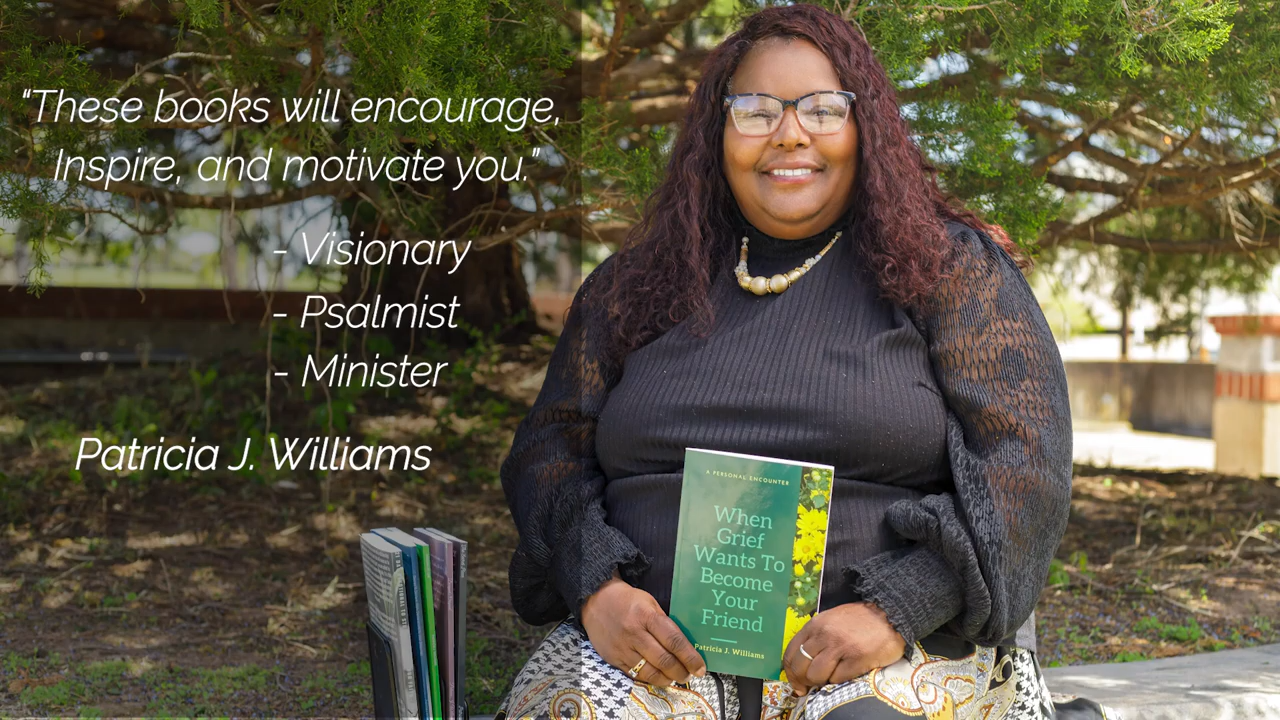 “These books will encourage,
Inspire, and motivate you.”
- Visionary
- Psalmist
- Minister
Patricia J. Williams
A PERSONAL ENCOUNTER
When
Grief
Wants To
Become
Your
Friend
Patricia J. Williams